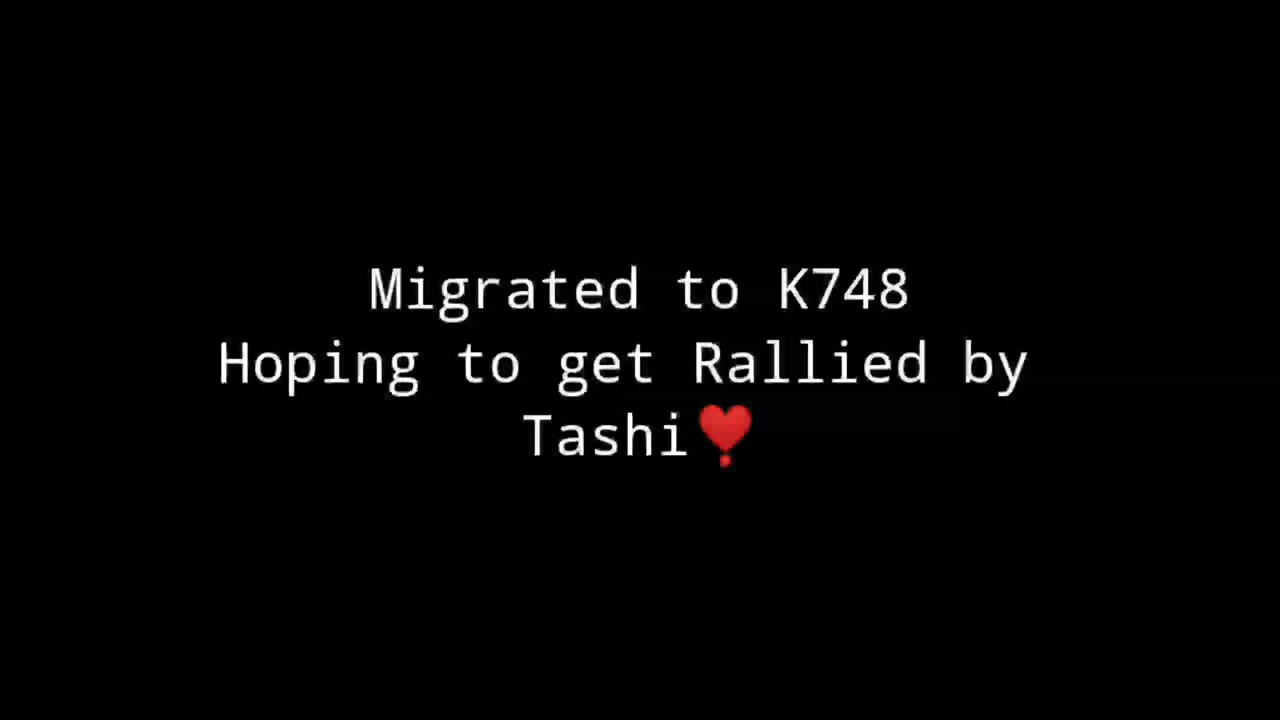 Migrated to K748
Hoping to get Rallied by
Tashi❣️